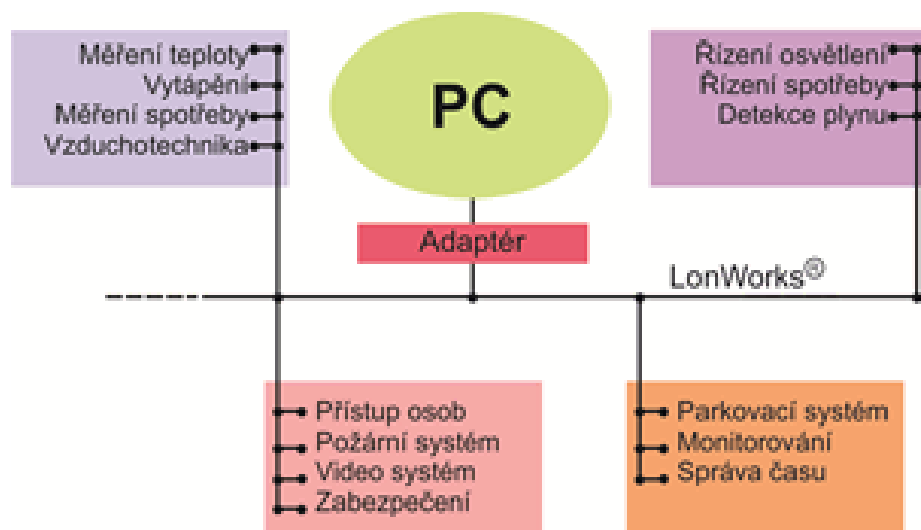 Měření teploty
Vytápění
Měření spotřeby
Vzduchotechnika
PC
Řízení osvětlení
Řízení spotřeby
Detekce plynu
Adaptér
LonWorks®
Přístup osob
Požární systém
Video systém
Zabezpečení
Parkovací systém
Monitorování
Správa času